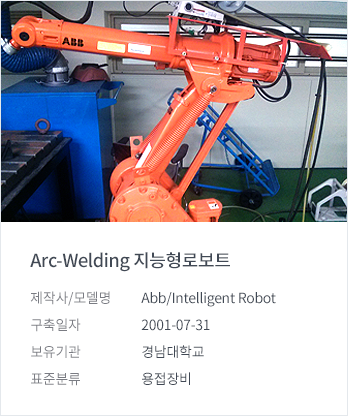 ABB
Arc-Welding 지능형로보트
제작사/모델명 Abb/Intelligent Robot
구축일자 2001-07-31
보유기관 경남대학교
표준분류 용접장비